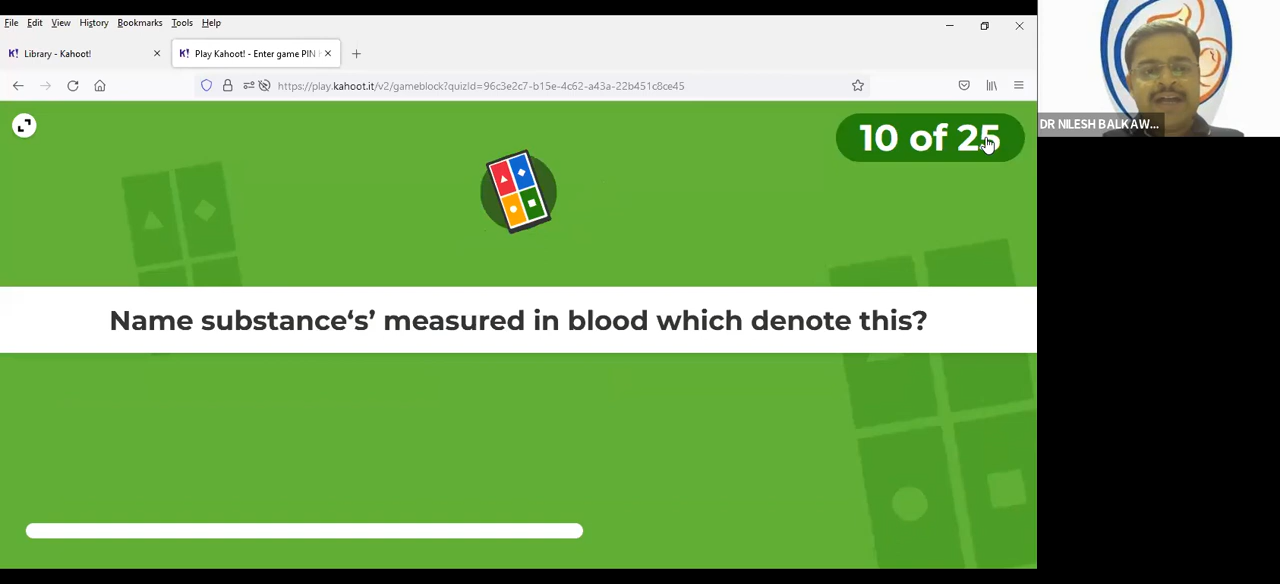 File Edit View History Bookmarks Tools Help
K! Library - Kahoot!
K! Play Kahoot! - Enter game PIN
https://play.kahoot.it/v2/gameblock?quizId=96c3e2c7-b15e-4c62-a43a-22b451c8ce45
10 of 25
Name substance‘s’ measured in blood which denote this?
DR NILESH BALKAW...